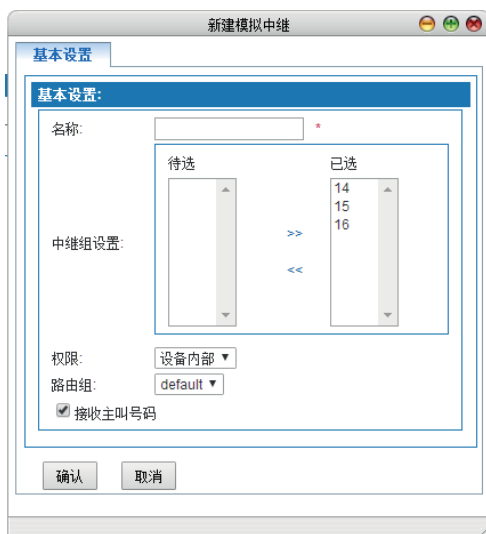 新建模拟中继
基本设置
基本设置:
名称: *
待选 已选
14
15
16
中继组设置:
>>
<<
权限: 设备内部
路由组: default
接收主叫号码
确认 取消